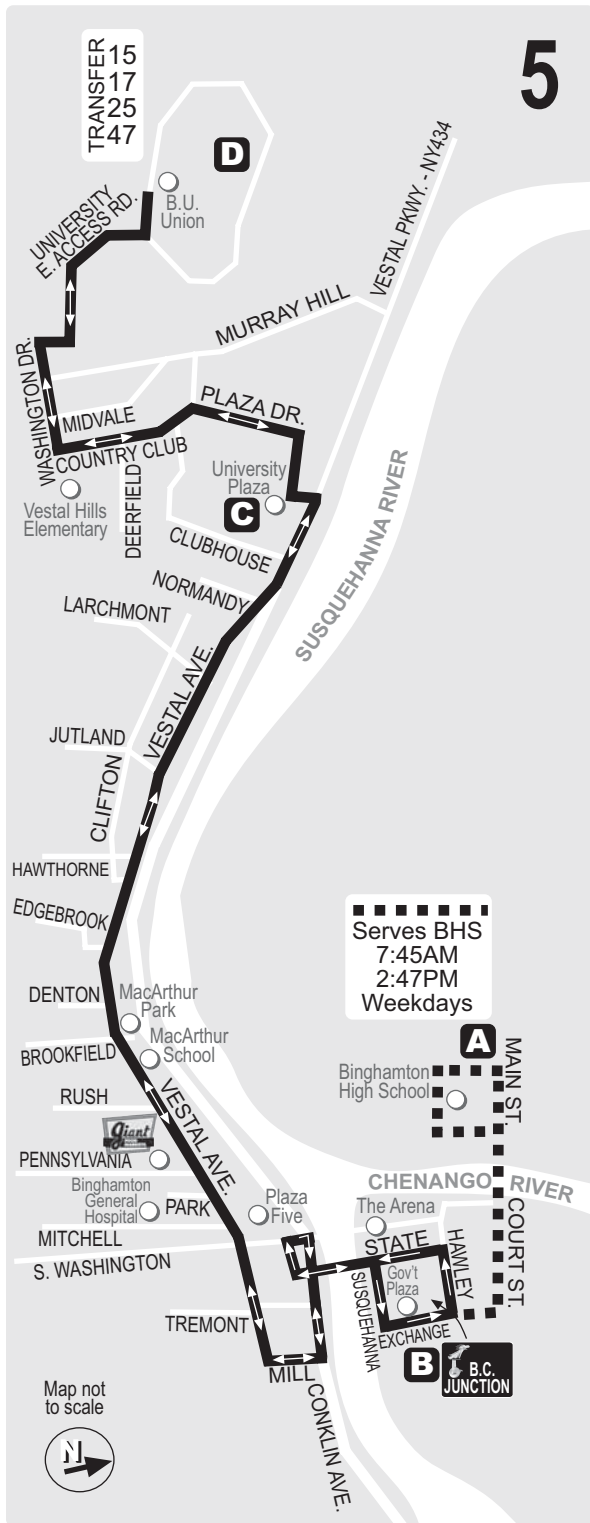 5
TRANSFER
15
17
25
47
D
B.U.
Union
UNIVERSITY
E. ACCESS RD.
VESTAL PKWY. - NY434
MURRAY HILL
WASHINGTON DR.
PLAZA DR.
MIDVALE
COUNTRY CLUB
University
Plaza
C
Vestal Hills
Elementary
DEERFIELD
CLUBHOUSE
SUSQUEHANNA RIVER
NORMANDY
LARCHMONT
VESTAL AVE.
JUTLAND
CLIFTON
HAWTHORNE
EDGEBROOK
Serves BHS
7:45AM
2:47PM
Weekdays
DENTON
MacArthur
Park
A
MAIN ST.
BROOKFIELD
MacArthur
School
Binghamton
High School
RUSH
VESTAL AVE.
Giant
PENNSYLVANIA
CHENANGO RIVER
Binghamton
General
Hospital
PARK
Plaza
Five
The Arena
COURT ST.
MITCHELL
STATE
HAWLEY
S. WASHINGTON
SUSQUEHANNA
Gov't
Plaza
TREMONT
EXCHANGE
B
B.C.
JUNCTION
MILL
CONKLIN AVE.
Map not
to scale
N